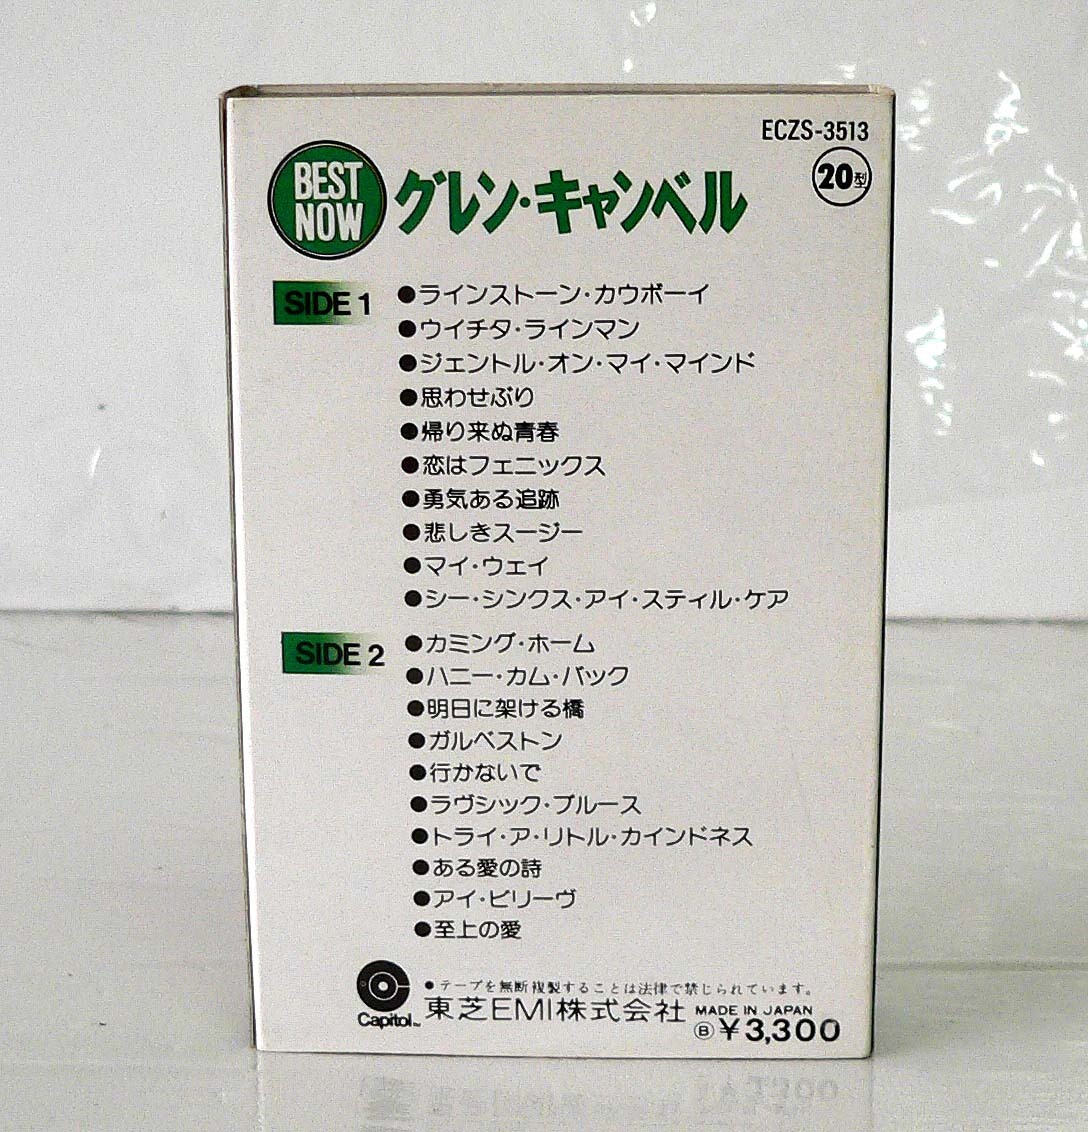 ECZS-3513
20型
BEST
NOW
グレン・キャンベル
SIDE 1
●ラインストーン・カウボーイ
●ウイチタ・ラインマン
●ジェントル・オン・マイ・マインド
●思わせぶり
●帰り来ぬ青春
●恋はフェニックス
●勇気ある追跡
●悲しきスージー
●マイ・ウェイ
●シー・シンクス・アイ・スティル・ケア
SIDE 2
●カミング・ホーム
●ハニー・カム・バック
●明日に架ける橋
●ガルベストン
●行かないで
●ラヴシック・ブルース
●トライ・ア・リトル・カインドネス
●ある愛の詩
●アイ・ビリーヴ
●至上の愛
Capitol™
●テープを無断複製することは法律で禁じられています。
東芝EMI株式会社 MADE IN JAPAN
Ⓑ¥3,300